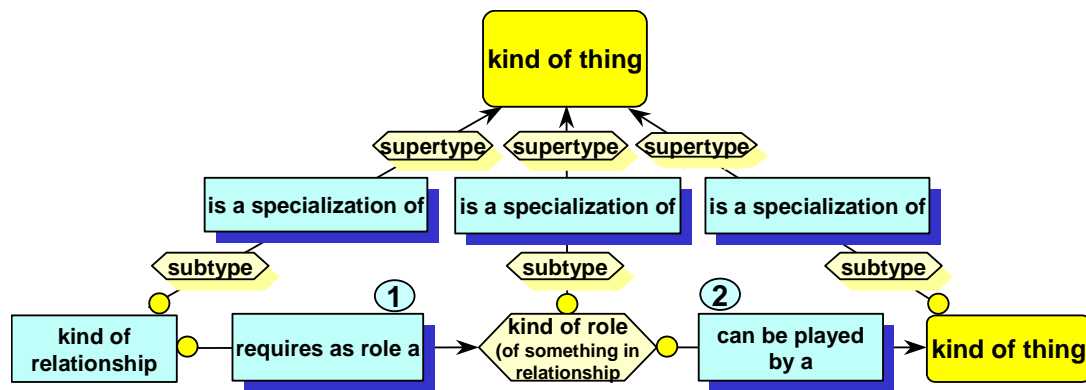 kind of thing
supertype
supertype
supertype
is a specialization of
is a specialization of
is a specialization of
subtype
subtype
subtype
1
2
kind of
relationship
requires as role a
kind of role
(of something in
relationship
can be played
by a
kind of thing